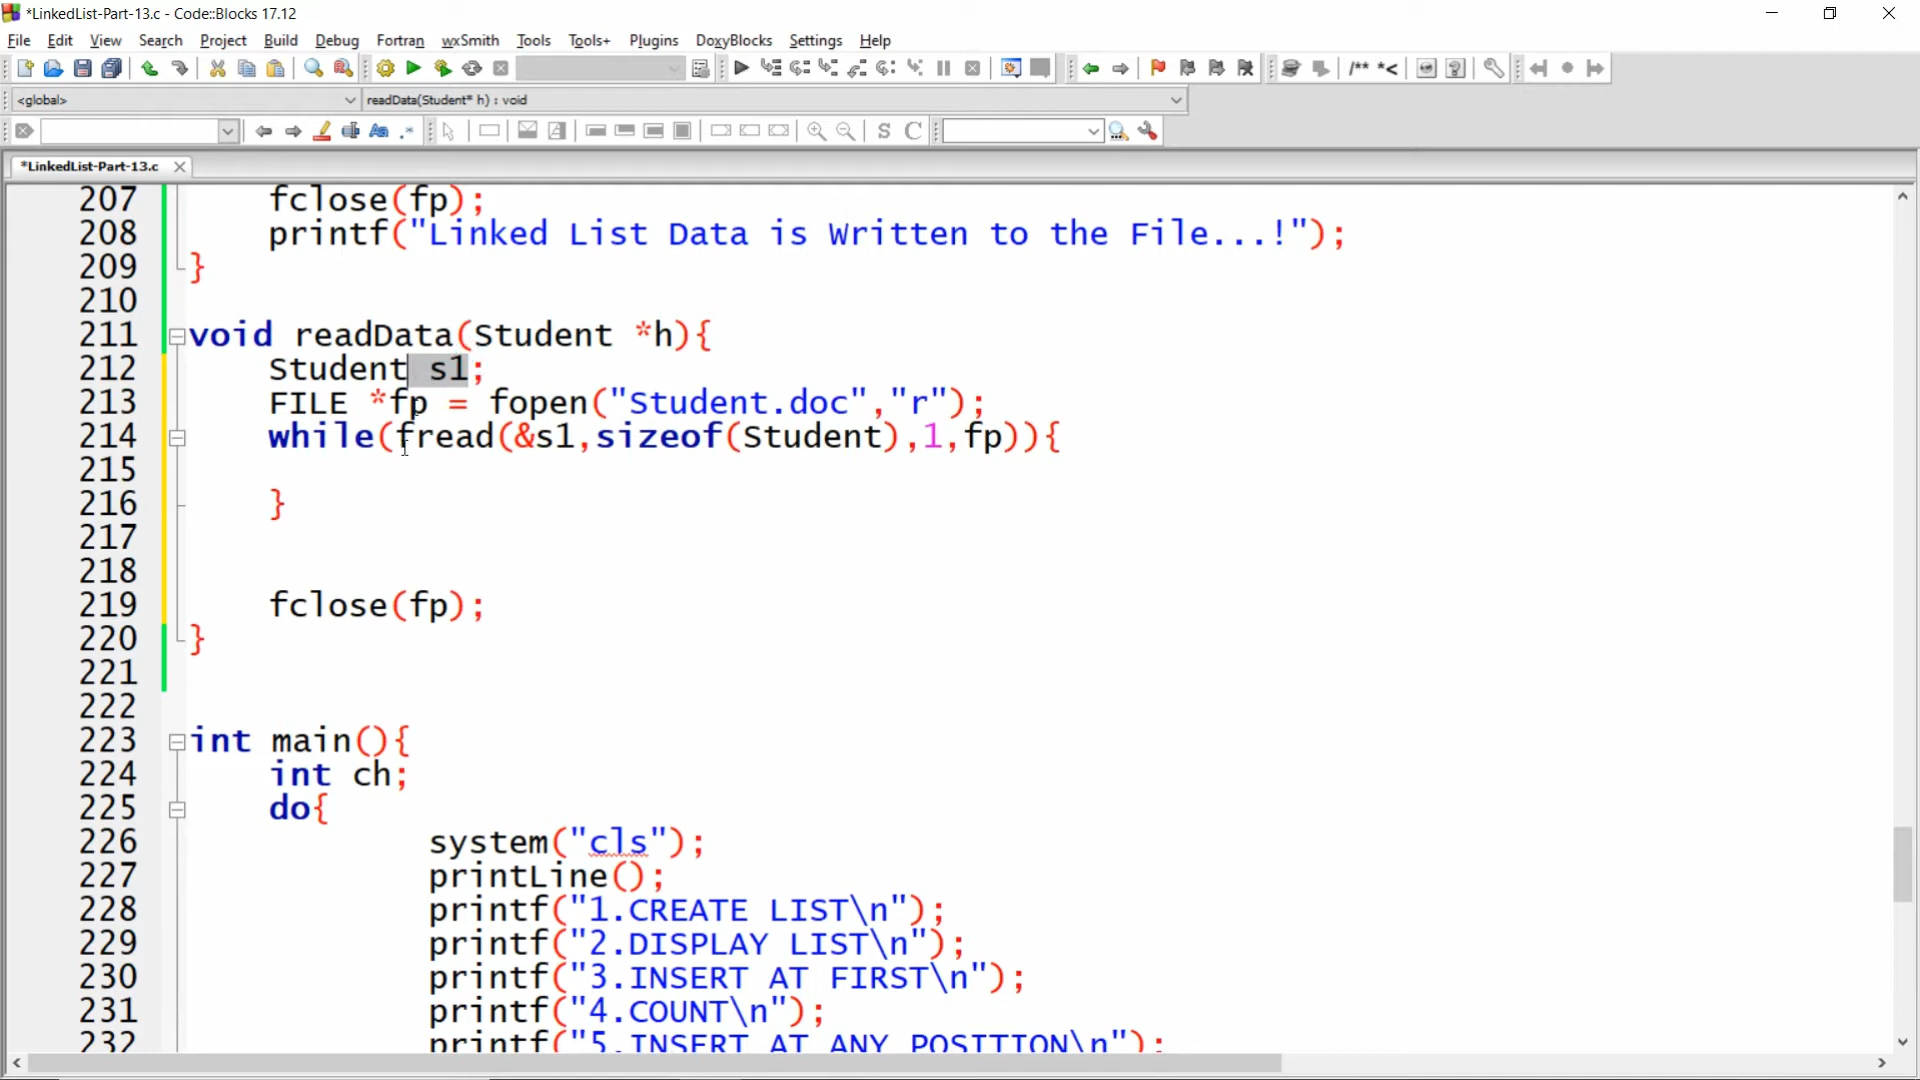 *LinkedList-Part-13.c - Code::Blocks 17.12
File Edit View Search Project Build Debug Fortran wxSmith Tools Tools+ Plugins DoxyBlocks Settings Help
/** *<
<global> readData(Student* h) : void
Aa .* S C
*LinkedList-Part-13.c
207 fclose(fp);
208 printf("Linked List Data is Written to the File...!");
209 }
210
211 void readData(Student *h){
212 Student s1;
213 FILE *fp = fopen("Student.doc","r");
214 while(fread(&s1,sizeof(Student),1,fp)){
215
216 }
217
218
219 fclose(fp);
220 }
221
222
223 int main(){
224 int ch;
225 do{
226 system("cls");
227 printLine();
228 printf("1.CREATE LIST\n");
229 printf("2.DISPLAY LIST\n");
230 printf("3.INSERT AT FIRST\n");
231 printf("4.COUNT\n");
232 printf("5.INSERT AT ANY POSITION\n");